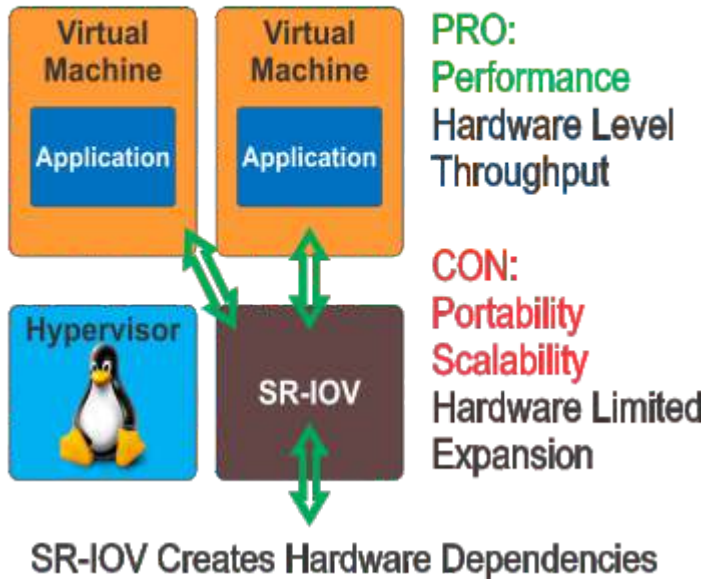 Virtual
Machine
Application
Virtual
Machine
Application
PRO:
Performance
Hardware Level
Throughput
CON:
Portability
Scalability
Hardware Limited
Expansion
Hypervisor
SR-IOV
SR-IOV Creates Hardware Dependencies